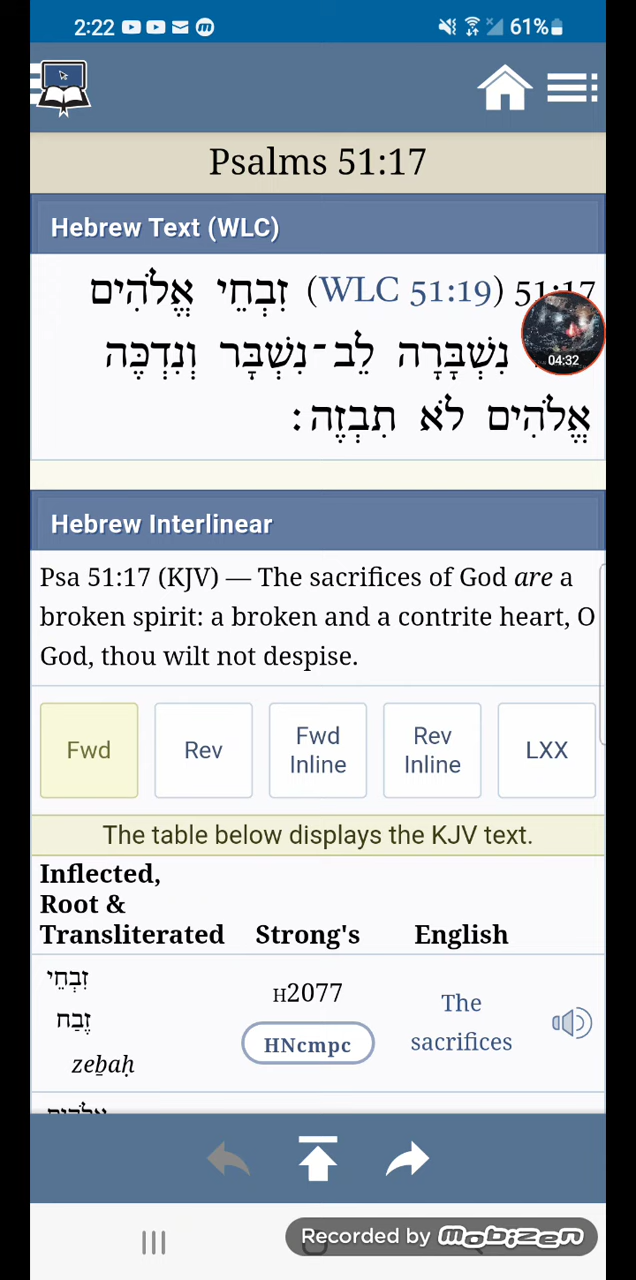 2:22
61%
Psalms 51:17
Hebrew Text (WLC)
51:17 (WLC 51:19) זִבְחֵי אֱלֹהִים
נִשְׁבָּרָה לֵב־נִשְׁבָּר וְנִדְכֶּה
אֱלֹהִים לֹא תִבְזֶה׃
04:32
Hebrew Interlinear
Psa 51:17 (KJV) — The sacrifices of God are a
broken spirit: a broken and a contrite heart, O
God, thou wilt not despise.
Fwd
Rev
Fwd
Inline
Rev
Inline
LXX
The table below displays the KJV text.
Inflected,
Root &
Transliterated
Strong's
English
זִבְחֵי
זֶבַח
zeḇaḥ
H2077
HNcmpc
The
sacrifices
Recorded by mobizen